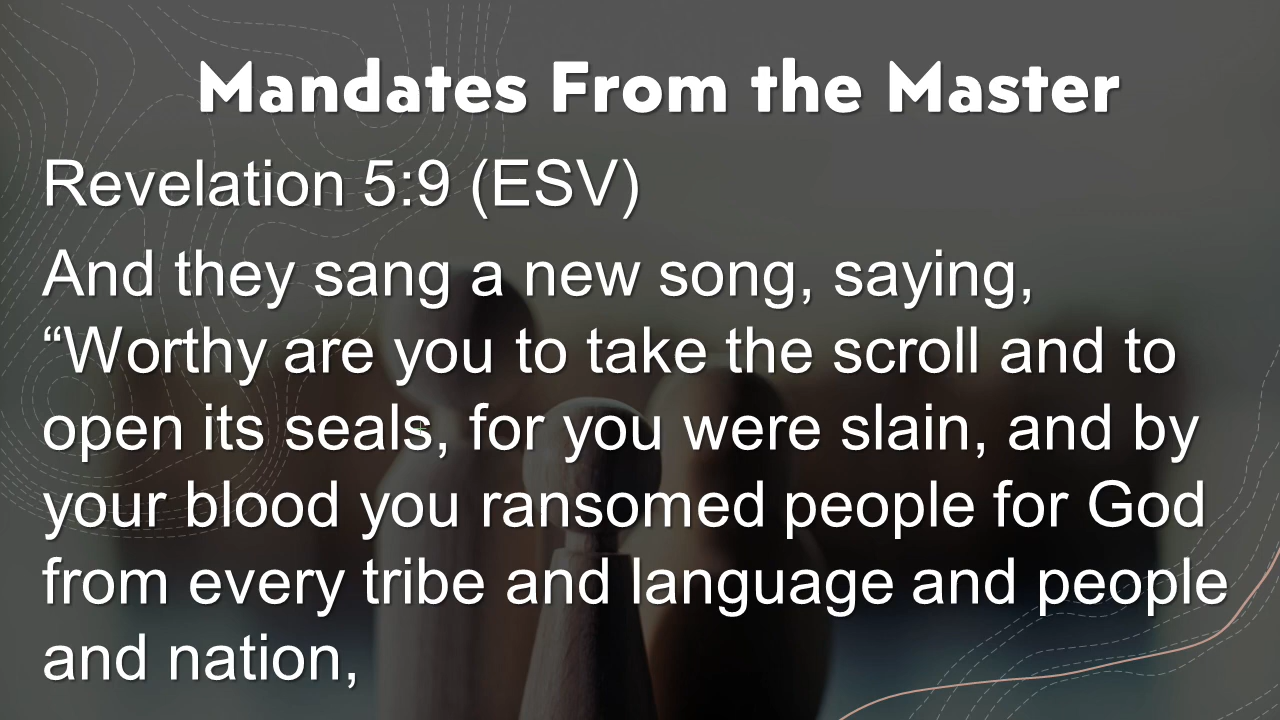 Mandates From the Master
Revelation 5:9 (ESV)
And they sang a new song, saying,
“Worthy are you to take the scroll and to
open its seals, for you were slain, and by
your blood you ransomed people for God
from every tribe and language and people
and nation,